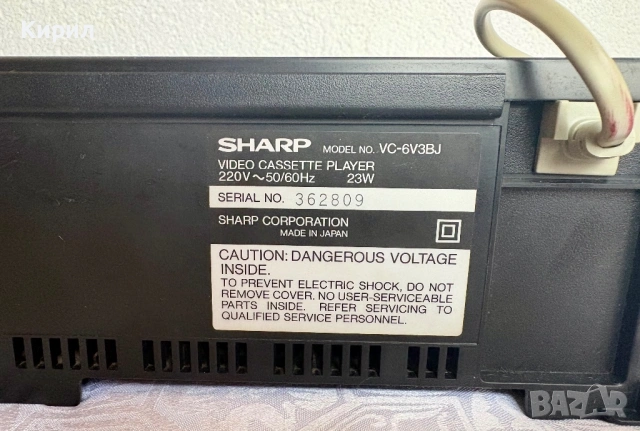 Кирил
SHARP MODEL NO. VC-6V3BJ
VIDEO CASSETTE PLAYER
220V ~ 50/60Hz 23W
SERIAL NO. 362809
SHARP CORPORATION
MADE IN JAPAN
CAUTION: DANGEROUS VOLTAGE
INSIDE.
TO PREVENT ELECTRIC SHOCK, DO NOT
REMOVE COVER. NO USER-SERVICEABLE
PARTS INSIDE. REFER SERVICING TO
QUALIFIED SERVICE PERSONNEL.
BAZAR